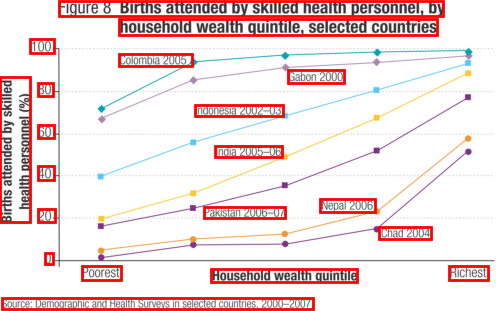 Figure 8 Births attended by skilled health personnel, by
household wealth quintile, selected countries
Births attended by skilled
health personnel (%)
100
80
60
40
20
0
Colombia 2005
Gabon 2000
Indonesia 2002–03
India 2005–06
Pakistan 2006–07
Nepal 2006
Chad 2004
Poorest
Household wealth quintile
Richest
Source: Demographic and Health Surveys in selected countries, 2000–2007